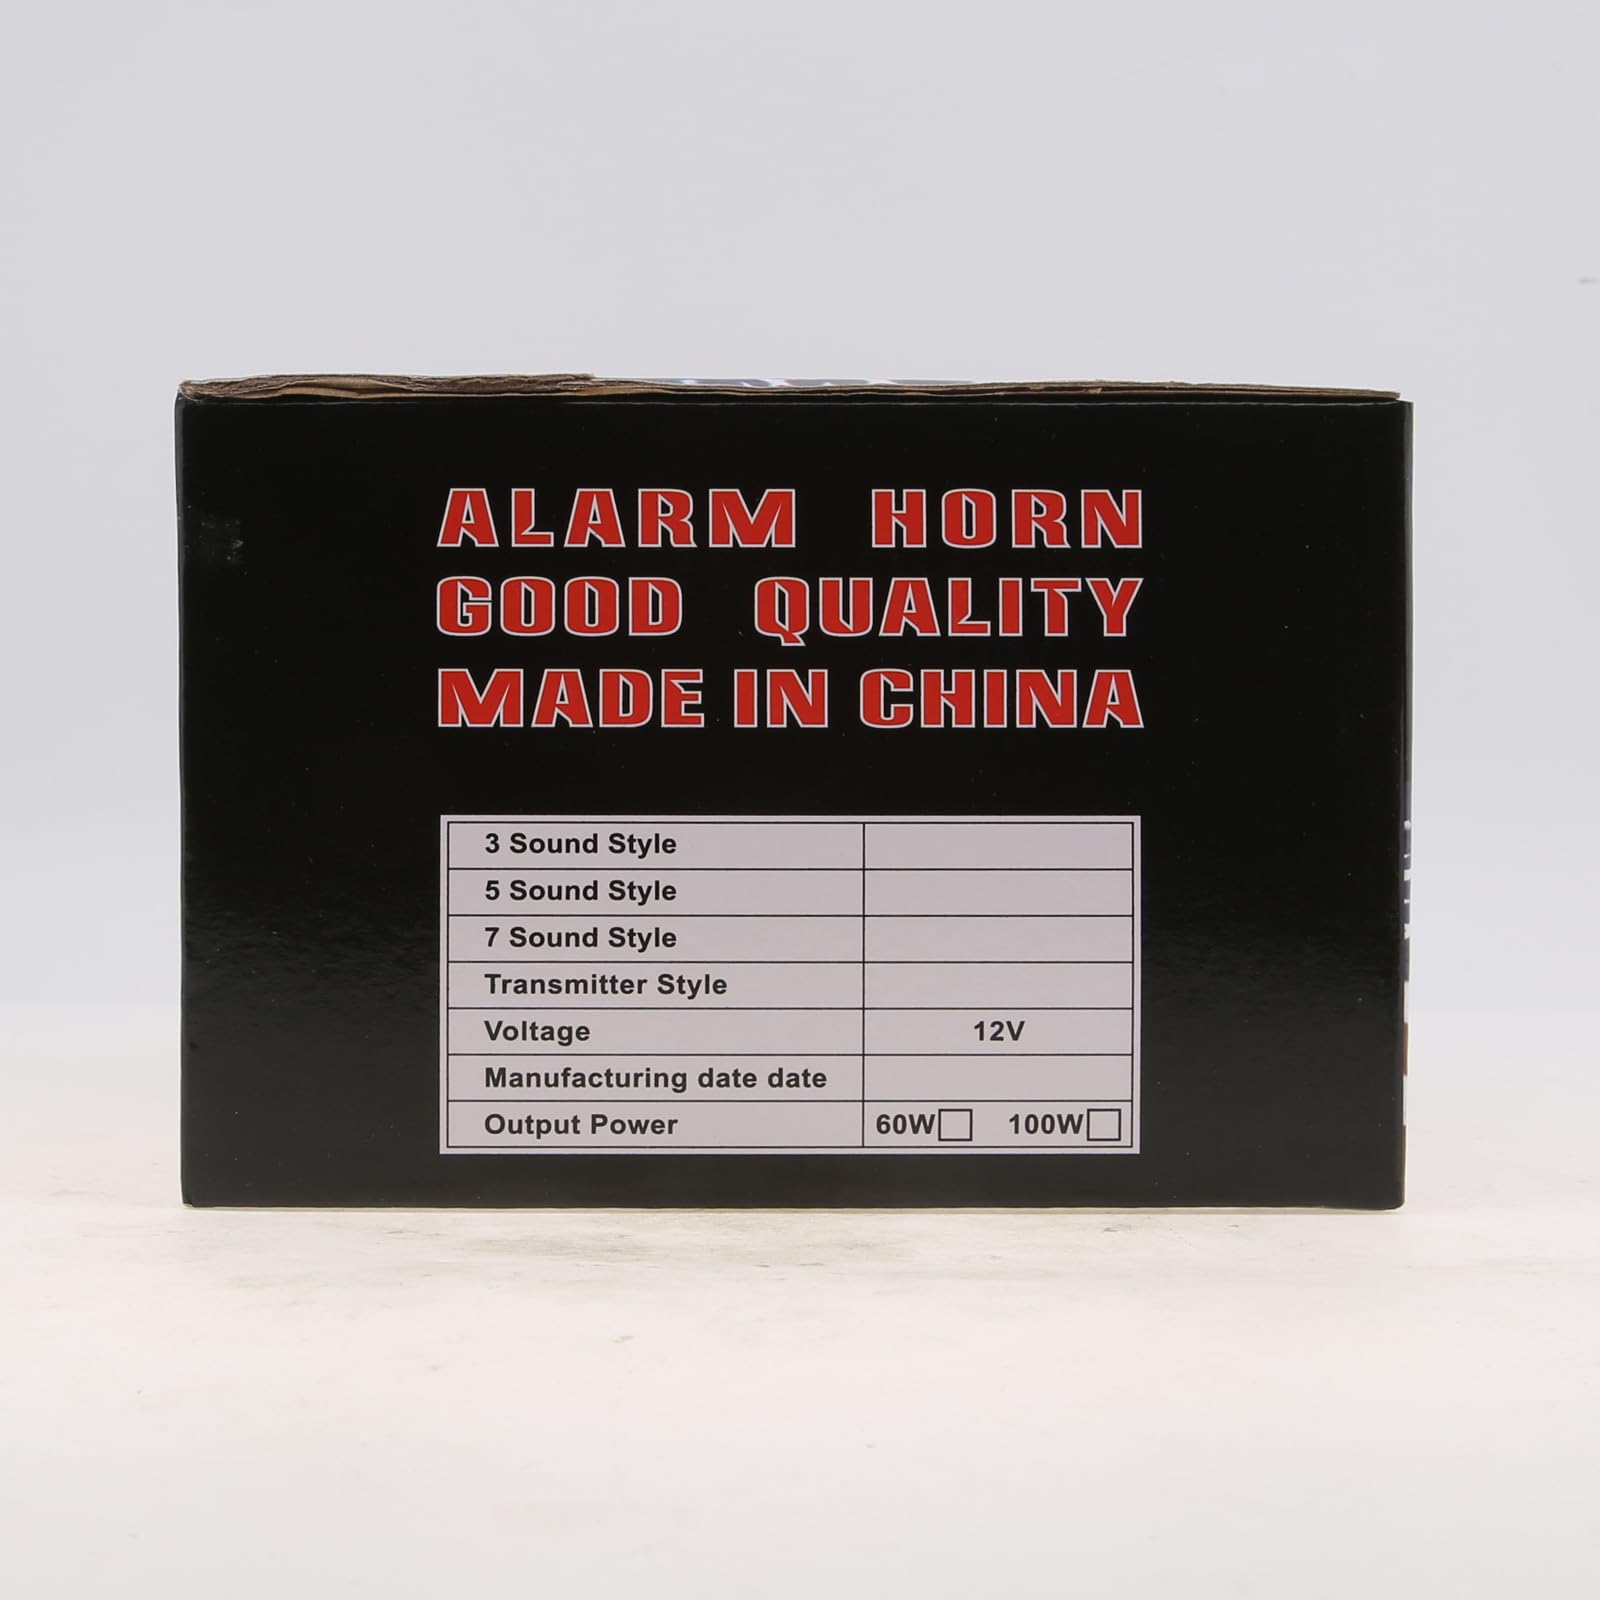 ALARM HORN
GOOD QUALITY
MADE IN CHINA
3 Sound Style
5 Sound Style
7 Sound Style
Transmitter Style
Voltage 12V
Manufacturing date date
Output Power 60W 100W